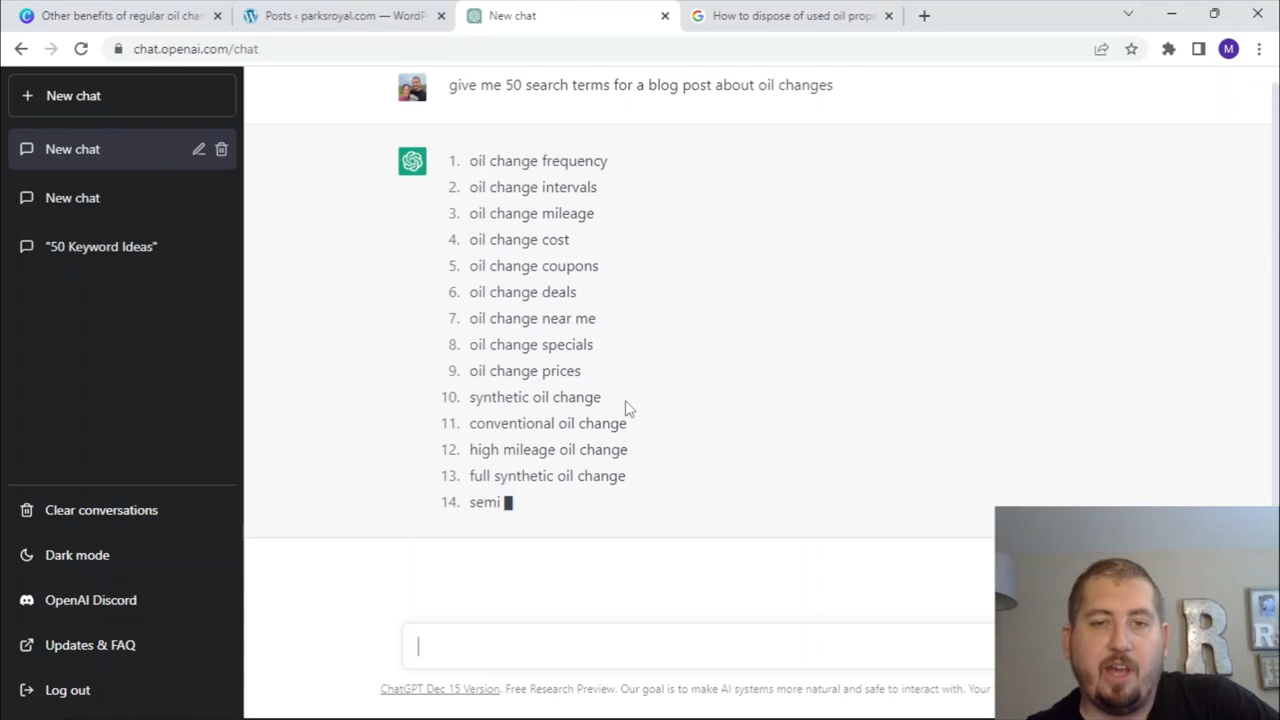 Other benefits of regular oil chan
Posts ‹ parksroyal.com — WordP
New chat
How to dispose of used oil prope
chat.openai.com/chat
M
New chat
New chat
New chat
"50 Keyword Ideas"
Clear conversations
Dark mode
OpenAI Discord
Updates & FAQ
Log out
give me 50 search terms for a blog post about oil changes
1. oil change frequency
2. oil change intervals
3. oil change mileage
4. oil change cost
5. oil change coupons
6. oil change deals
7. oil change near me
8. oil change specials
9. oil change prices
10. synthetic oil change
11. conventional oil change
12. high mileage oil change
13. full synthetic oil change
14. semi
ChatGPT Dec 15 Version. Free Research Preview. Our goal is to make AI systems more natural and safe to interact with. Your
R
R